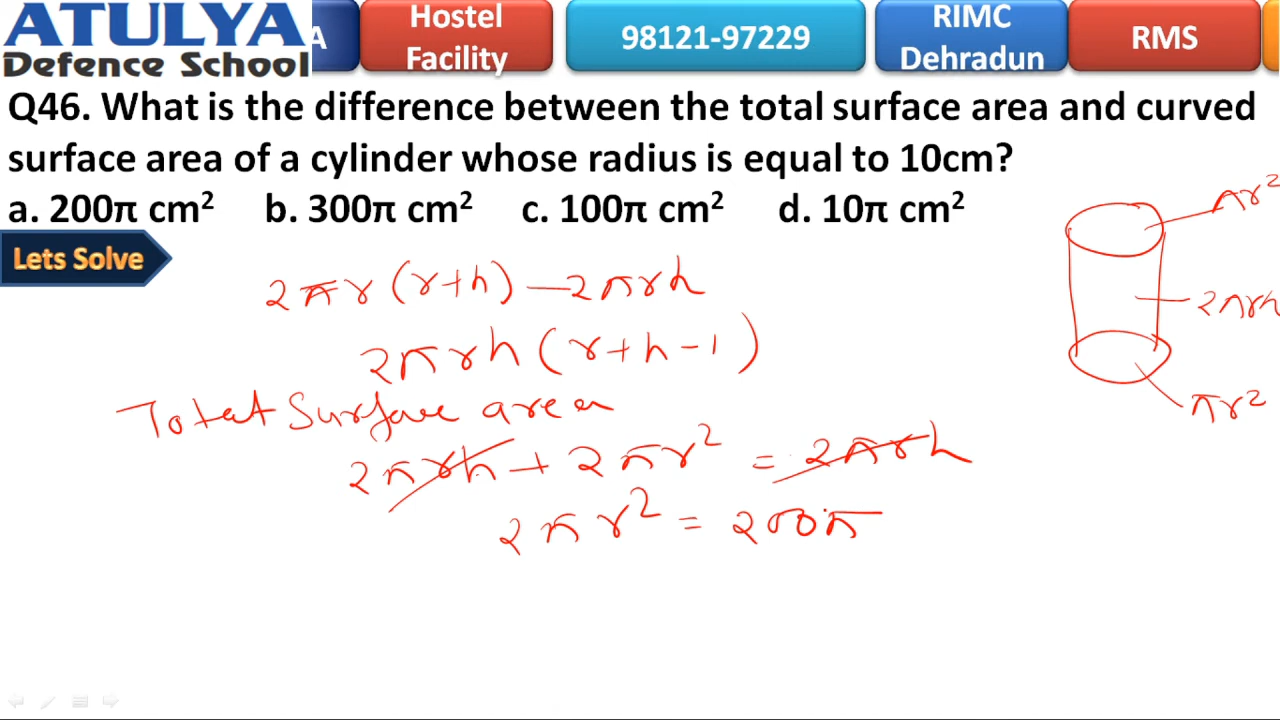 ATULYA
Defence School
A
Hostel
Facility
98121-97229
RIMC
Dehradun
RMS
Q46. What is the difference between the total surface area and curved
surface area of a cylinder whose radius is equal to 10cm?
a. 200π cm² b. 300π cm² c. 100π cm² d. 10π cm²
Lets Solve
πr²
2πrh
πr²
2πr(r+h) — 2πrh
2πrh (r+h-1)
Total Surface area
2πrh + 2πr² = 2πrh
2πr² = 200π